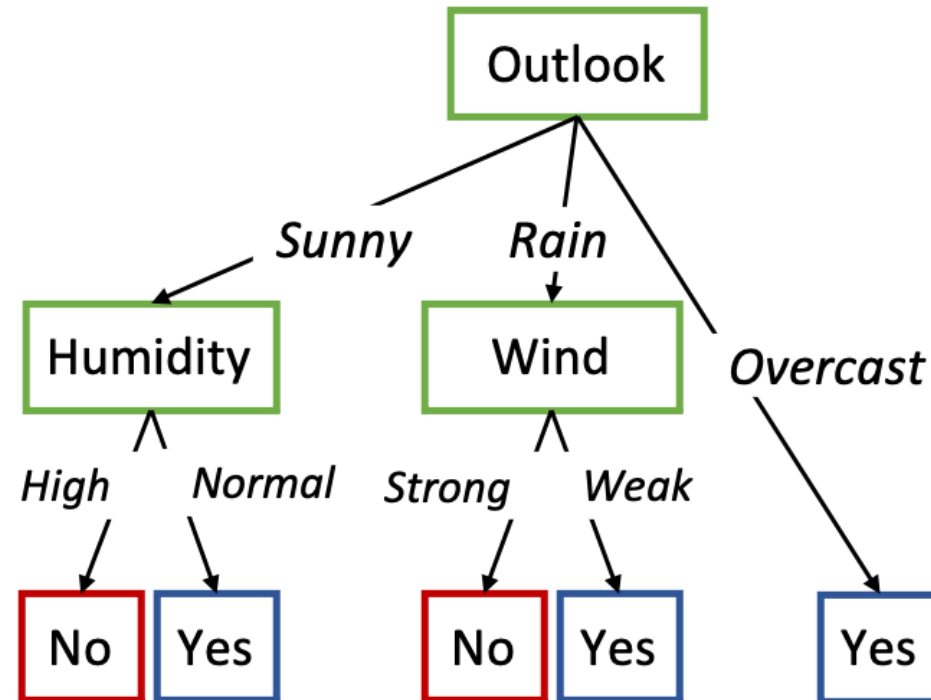 Outlook
Sunny Rain
Humidity Wind Overcast
High Normal Strong Weak
No Yes No Yes Yes